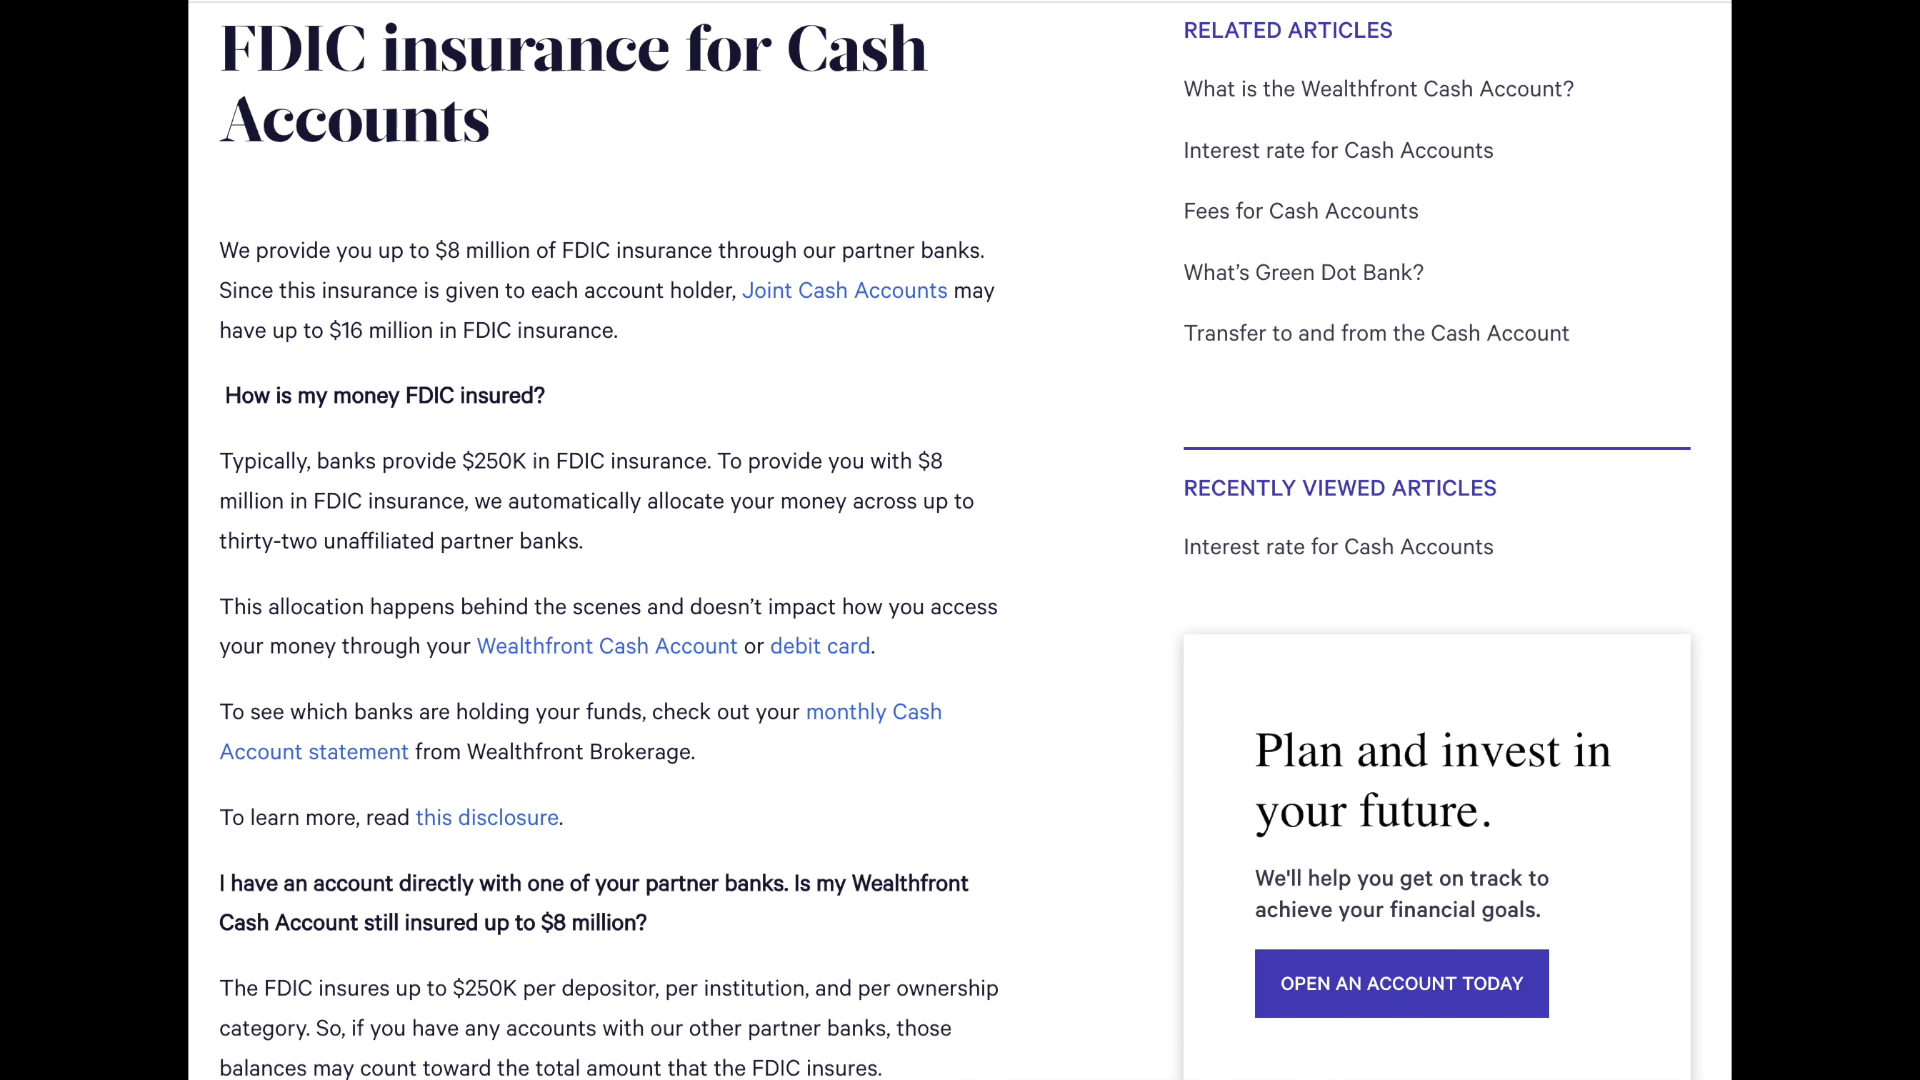 FDIC insurance for Cash
Accounts
We provide you up to $8 million of FDIC insurance through our partner banks.
Since this insurance is given to each account holder, Joint Cash Accounts may
have up to $16 million in FDIC insurance.
How is my money FDIC insured?
Typically, banks provide $250K in FDIC insurance. To provide you with $8
million in FDIC insurance, we automatically allocate your money across up to
thirty-two unaffiliated partner banks.
This allocation happens behind the scenes and doesn’t impact how you access
your money through your Wealthfront Cash Account or debit card.
To see which banks are holding your funds, check out your monthly Cash
Account statement from Wealthfront Brokerage.
To learn more, read this disclosure.
I have an account directly with one of your partner banks. Is my Wealthfront
Cash Account still insured up to $8 million?
The FDIC insures up to $250K per depositor, per institution, and per ownership
category. So, if you have any accounts with our other partner banks, those
balances may count toward the total amount that the FDIC insures.
RELATED ARTICLES
What is the Wealthfront Cash Account?
Interest rate for Cash Accounts
Fees for Cash Accounts
What’s Green Dot Bank?
Transfer to and from the Cash Account
RECENTLY VIEWED ARTICLES
Interest rate for Cash Accounts
Plan and invest in
your future.
We'll help you get on track to
achieve your financial goals.
OPEN AN ACCOUNT TODAY